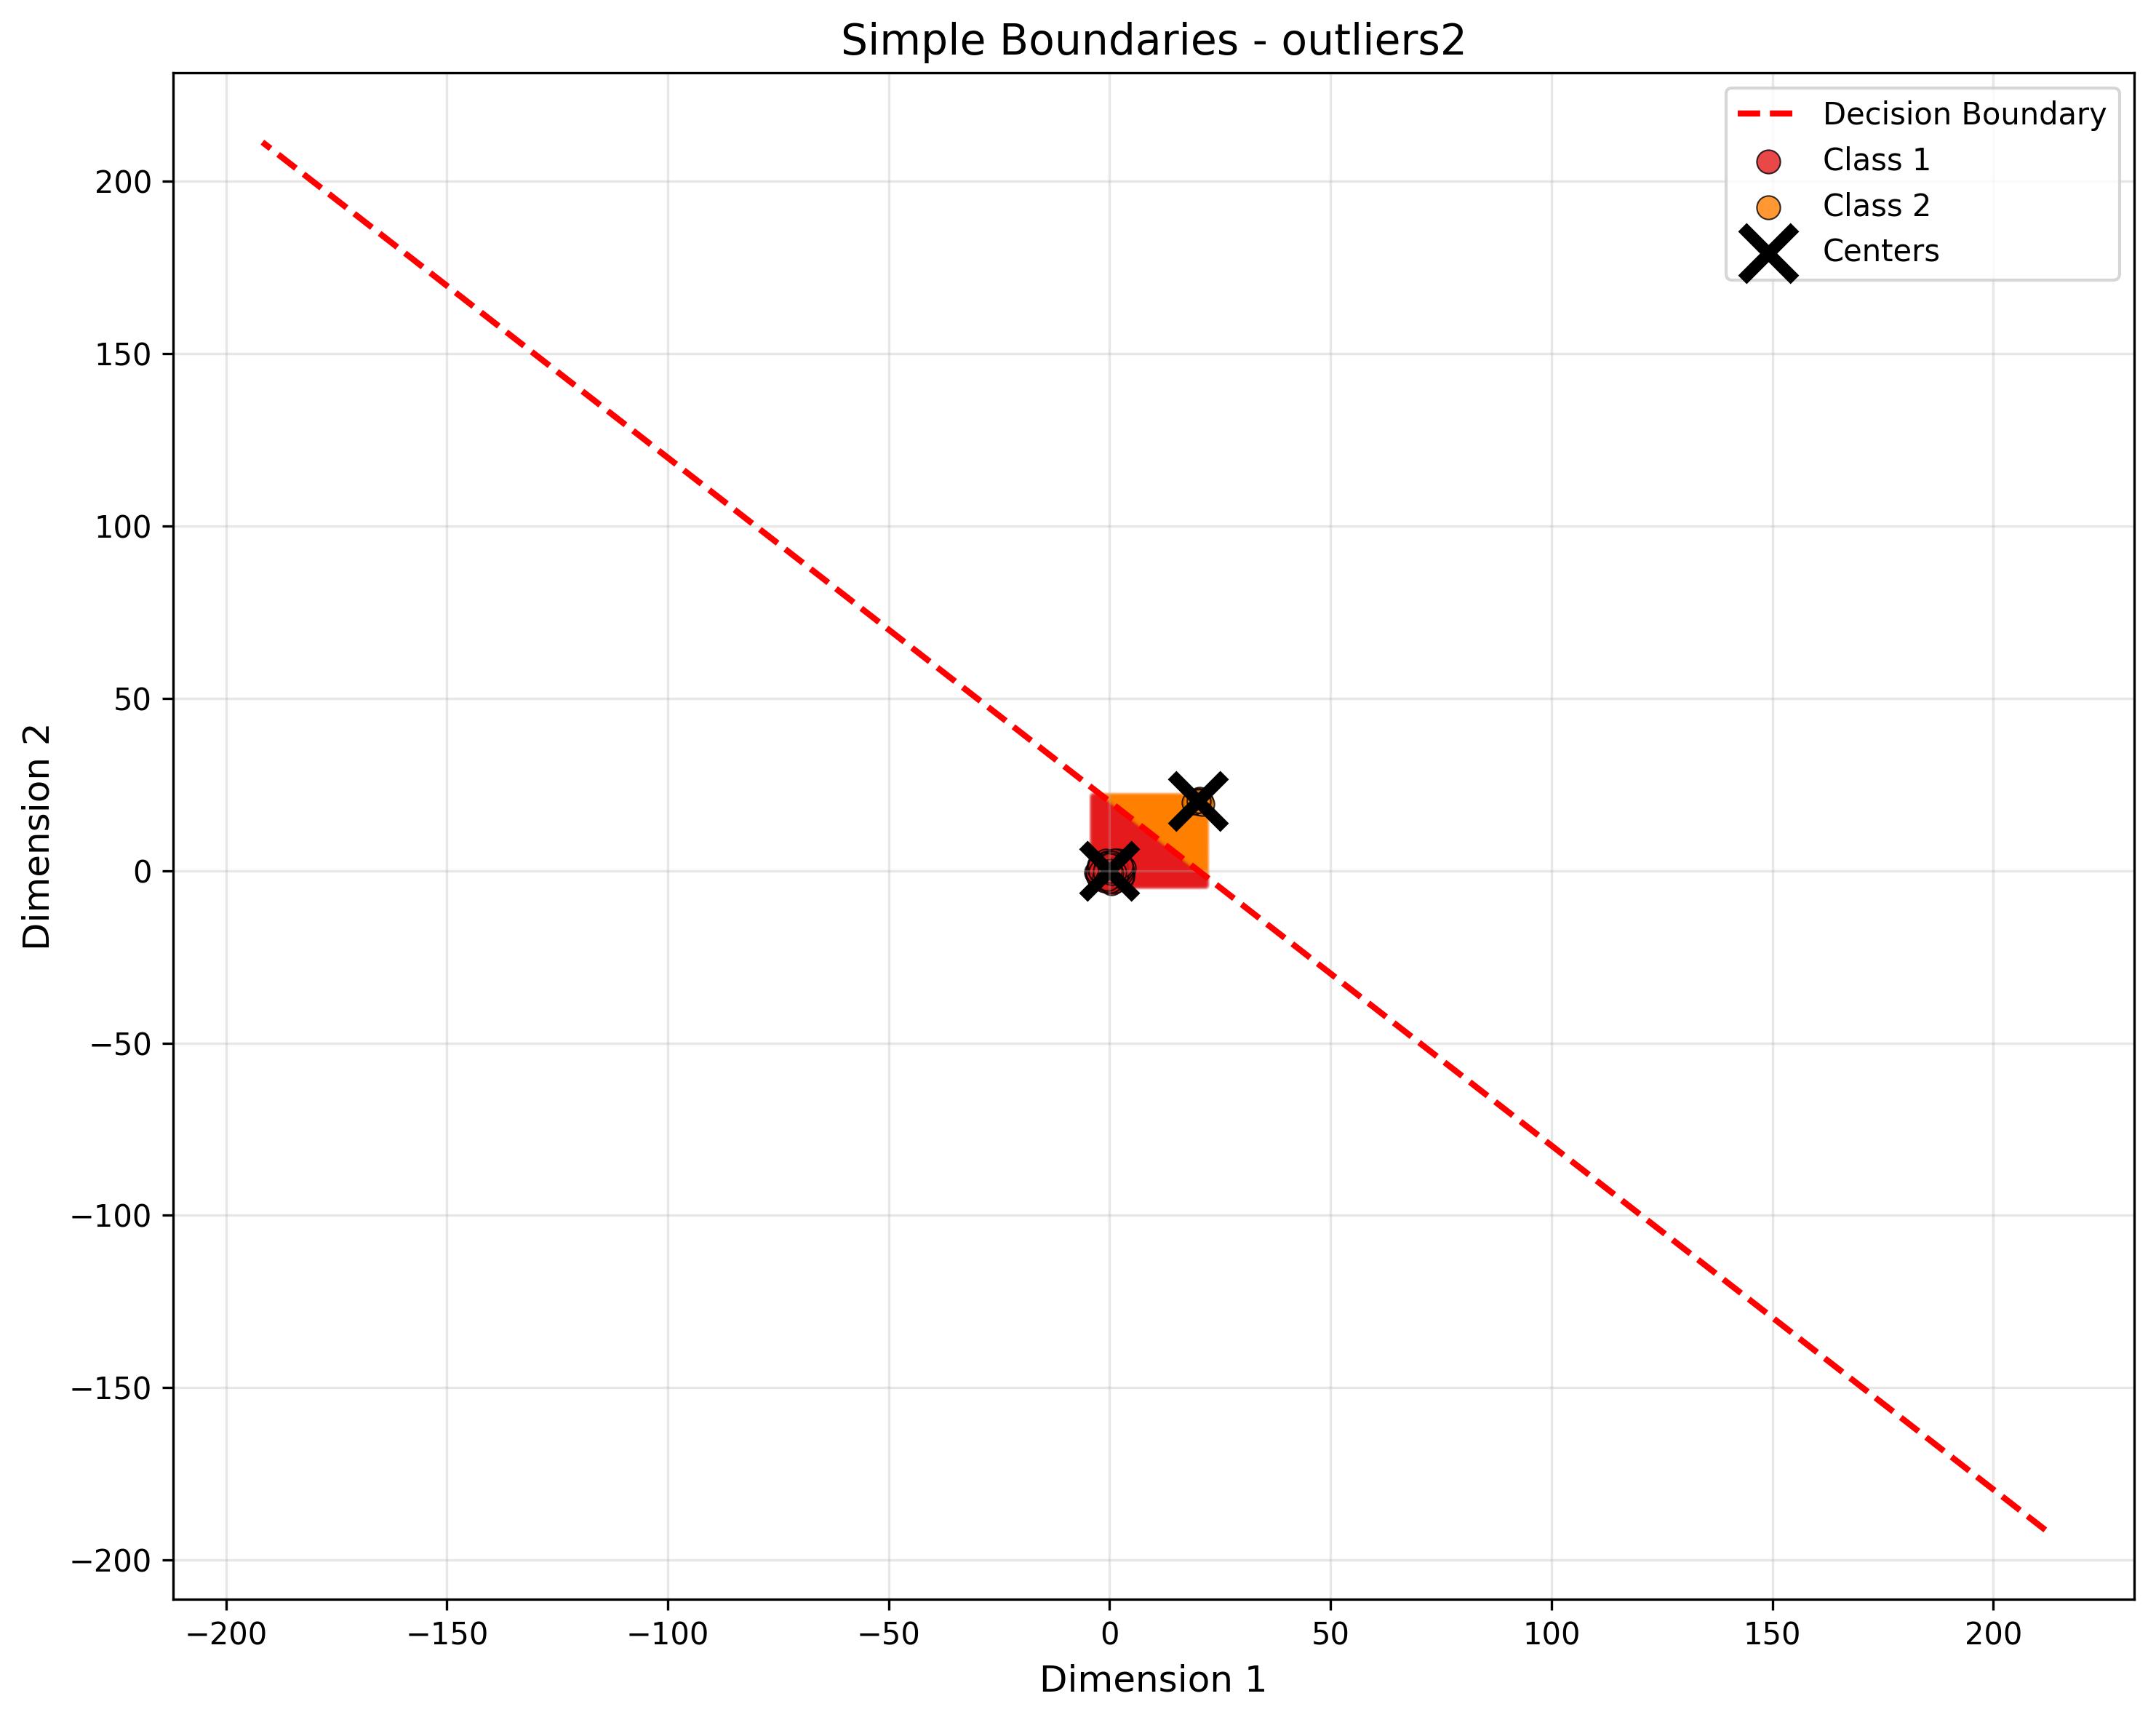 Simple Boundaries - outliers2
Decision Boundary
Class 1
Class 2
Centers
Dimension 2
200
150
100
50
0
−50
−100
−150
−200
−200 −150 −100 −50 0 50 100 150 200
Dimension 1